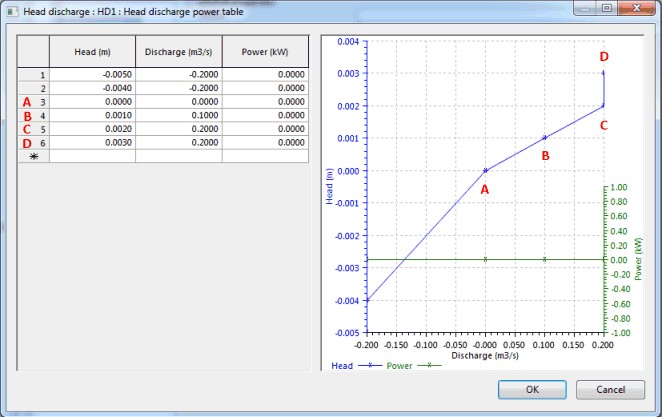 Head discharge : HD1 : Head discharge power table
Head (m) Discharge (m3/s) Power (kW)
1 -0.0050 -0.2000 0.0000
2 -0.0040 -0.2000 0.0000
A 3 0.0000 0.0000 0.0000
B 4 0.0010 0.1000 0.0000
C 5 0.0020 0.2000 0.0000
D 6 0.0030 0.2000 0.0000
*
0.004
0.003
0.002
0.001
0.000
-0.001
-0.002
-0.003
-0.004
-0.005
Head (m)
D
C
B
A
1.00
0.80
0.60
0.40
0.20
0.00
-0.20
-0.40
-0.60
-0.80
-1.00
Power (kW)
-0.200 -0.150 -0.100 -0.050 -0.000 0.050 0.100 0.150 0.200
Discharge (m3/s)
Head Power
OK Cancel